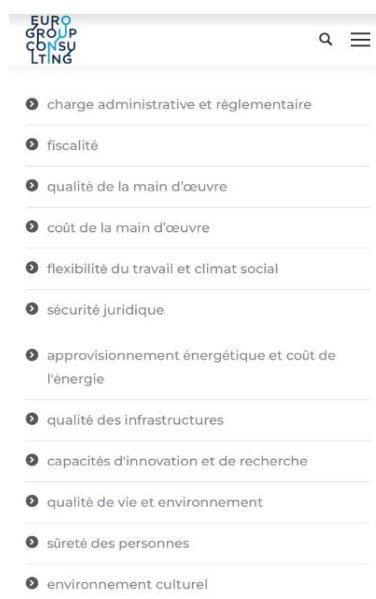 EURO
GROUP
CONSU
LTING
charge administrative et réglementaire
fiscalité
qualité de la main d'œuvre
coût de la main d'œuvre
flexibilité du travail et climat social
sécurité juridique
approvisionnement énergétique et coût de
l'énergie
qualité des infrastructures
capacités d'innovation et de recherche
qualité de vie et environnement
sûreté des personnes
environnement culturel